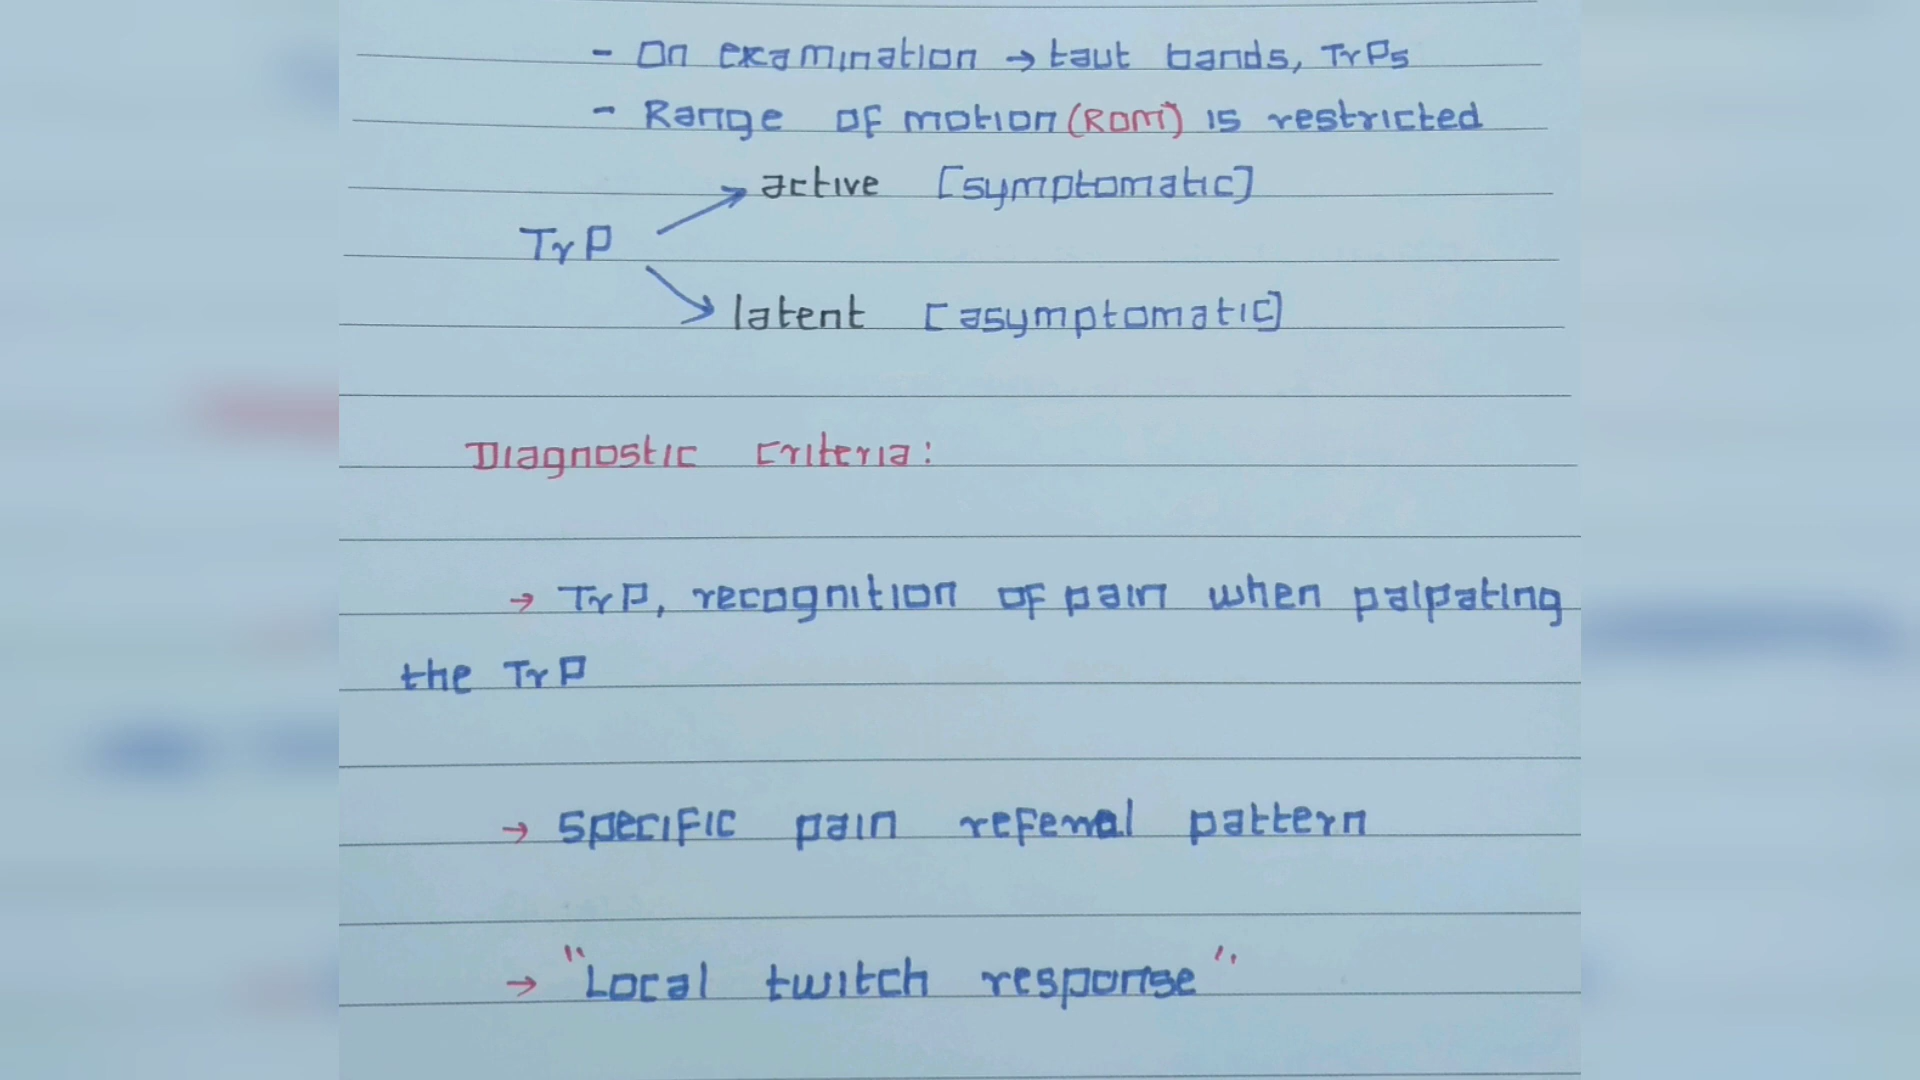 - On examination → taut bands, TrPs
- Range of motion (ROM) is restricted
→ active [symptomatic]
TrP
→ latent [asymptomatic]
Diagnostic criteria:
→ TrP, recognition of pain when palpating
the TrP
→ specific pain referral pattern
→ "Local twitch response"